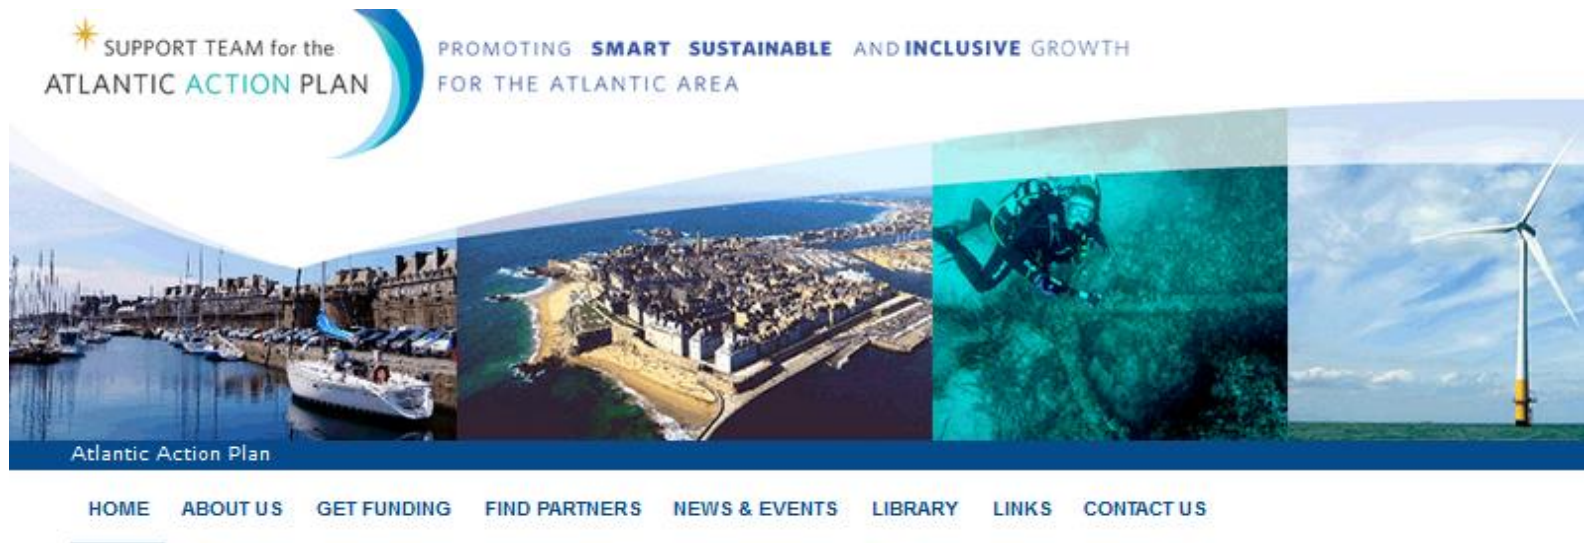 SUPPORT TEAM for the
ATLANTIC ACTION PLAN
PROMOTING SMART SUSTAINABLE AND INCLUSIVE GROWTH
FOR THE ATLANTIC AREA
Atlantic Action Plan
HOME ABOUT US GET FUNDING FIND PARTNERS NEWS & EVENTS LIBRARY LINKS CONTACT US